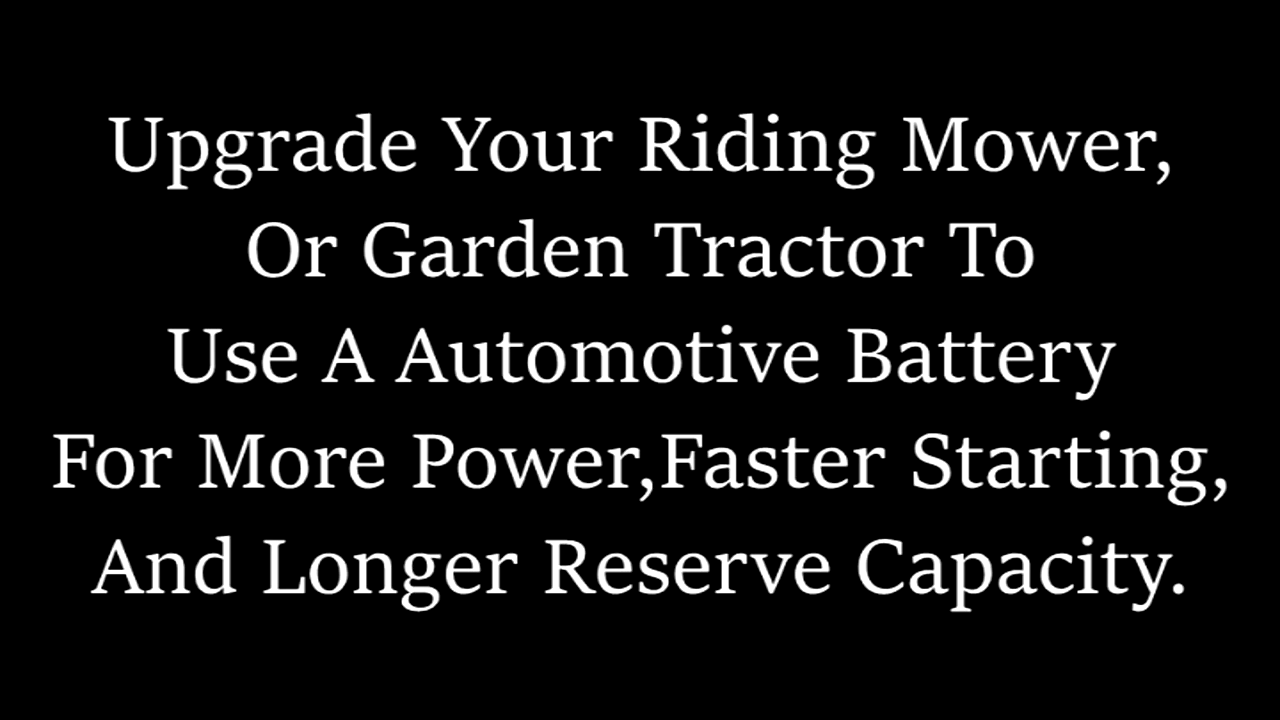 Upgrade Your Riding Mower,
Or Garden Tractor To
Use A Automotive Battery
For More Power,Faster Starting,
And Longer Reserve Capacity.